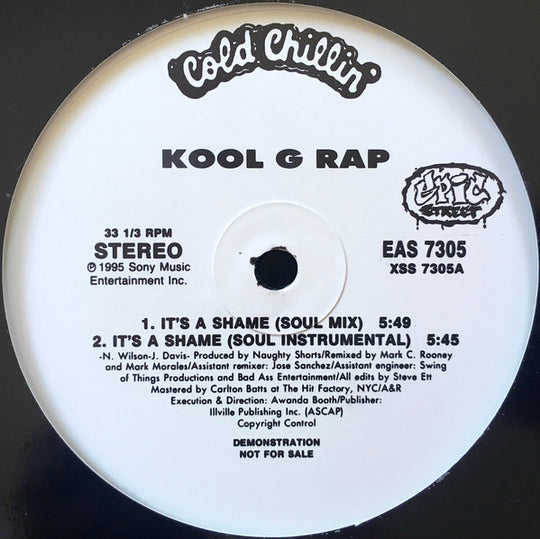 Cold Chillin'
KOOL G RAP
epic
STREET
33 1/3 RPM
STEREO
℗ 1995 Sony Music
Entertainment Inc.
EAS 7305
XSS 7305A
1. IT'S A SHAME (SOUL MIX) 5:49
2. IT'S A SHAME (SOUL INSTRUMENTAL) 5:45
-N. Wilson-J. Davis- Produced by Naughty Shorts/Remixed by Mark C. Rooney
and Mark Morales/Assistant remixer: Jose Sanchez/Assistant engineer: Swing
of Things Productions and Bad Ass Entertainment/All edits by Steve Ett
Mastered by Carlton Batts at The Hit Factory, NYC/A&R
Execution & Direction: Awanda Booth/Publisher:
Illville Publishing Inc. (ASCAP)
Copyright Control
DEMONSTRATION
NOT FOR SALE